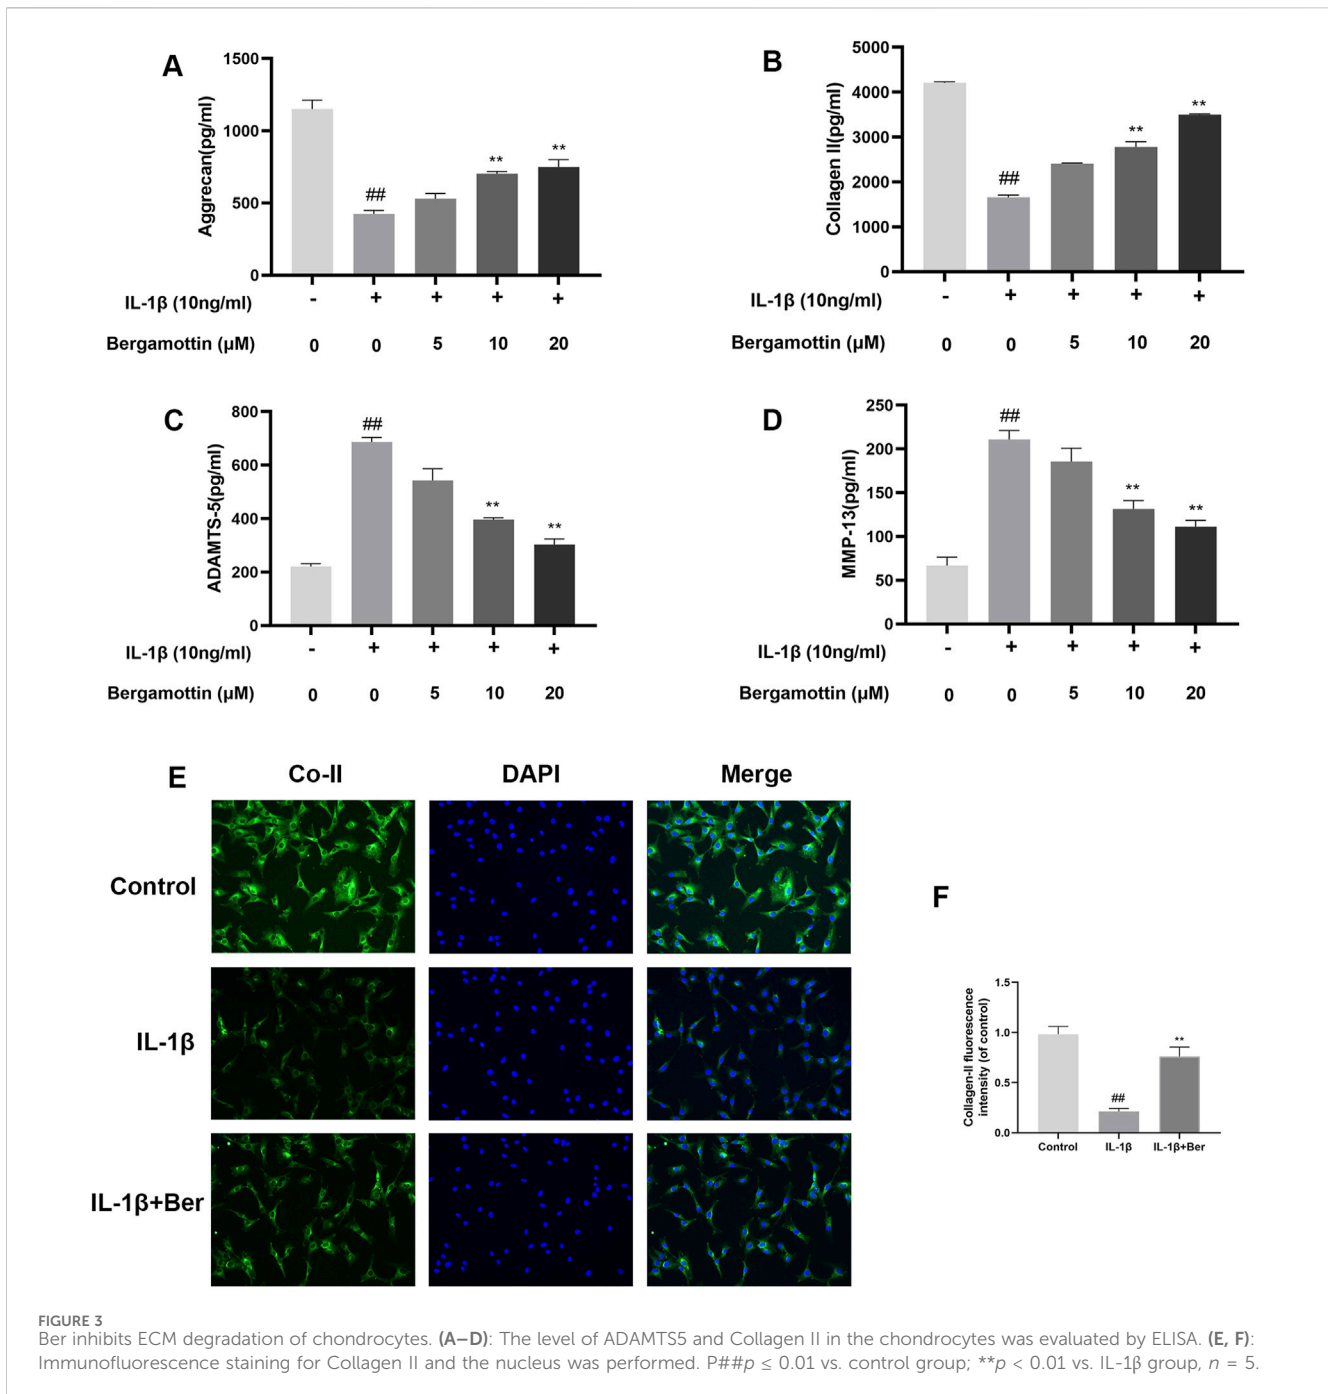 A
Aggrecan(pg/ml)
1500
1000
500
0
##
**
**
IL-1β (10ng/ml) - + + + +
Bergamottin (μM) 0 0 5 10 20
B
Collagen II(pg/ml)
5000
4000
3000
2000
1000
0
##
**
**
IL-1β (10ng/ml) - + + + +
Bergamottin (μM) 0 0 5 10 20
C
ADAMTS-5(pg/ml)
800
600
400
200
0
##
**
**
IL-1β (10ng/ml) - + + + +
Bergamottin (μM) 0 0 5 10 20
D
MMP-13(pg/ml)
250
200
150
100
50
0
##
**
**
IL-1β (10ng/ml) - + + + +
Bergamottin (μM) 0 0 5 10 20
E
Co-II DAPI Merge
Control
IL-1β
IL-1β+Ber
F
Collagen-II fluorescence
intensity (of control)
1.5
1.0
0.5
0.0
##
**
Control IL-1β IL-1β+Ber
FIGURE 3
Ber inhibits ECM degradation of chondrocytes. (A–D): The level of ADAMTS5 and Collagen II in the chondrocytes was evaluated by ELISA. (E, F):
Immunofluorescence staining for Collagen II and the nucleus was performed. P##p ≤ 0.01 vs. control group; **p < 0.01 vs. IL-1β group, n = 5.